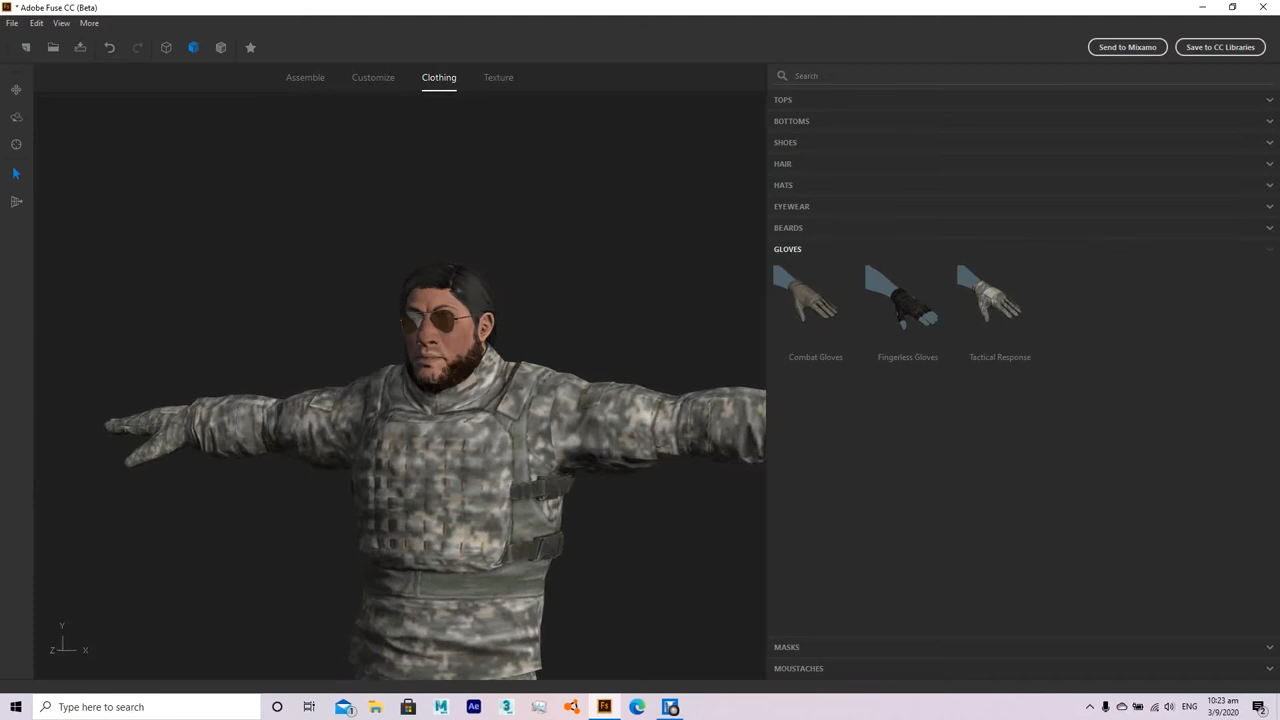 * Adobe Fuse CC (Beta)
File Edit View More
Send to Mixamo
Save to CC Libraries
Assemble Customize Clothing Texture
Search
TOPS
BOTTOMS
SHOES
HAIR
HATS
EYEWEAR
BEARDS
GLOVES
Combat Gloves Fingerless Gloves Tactical Response
Y
Z X
MASKS
MOUSTACHES
Type here to search
ENG
10:23 am
3/9/2020